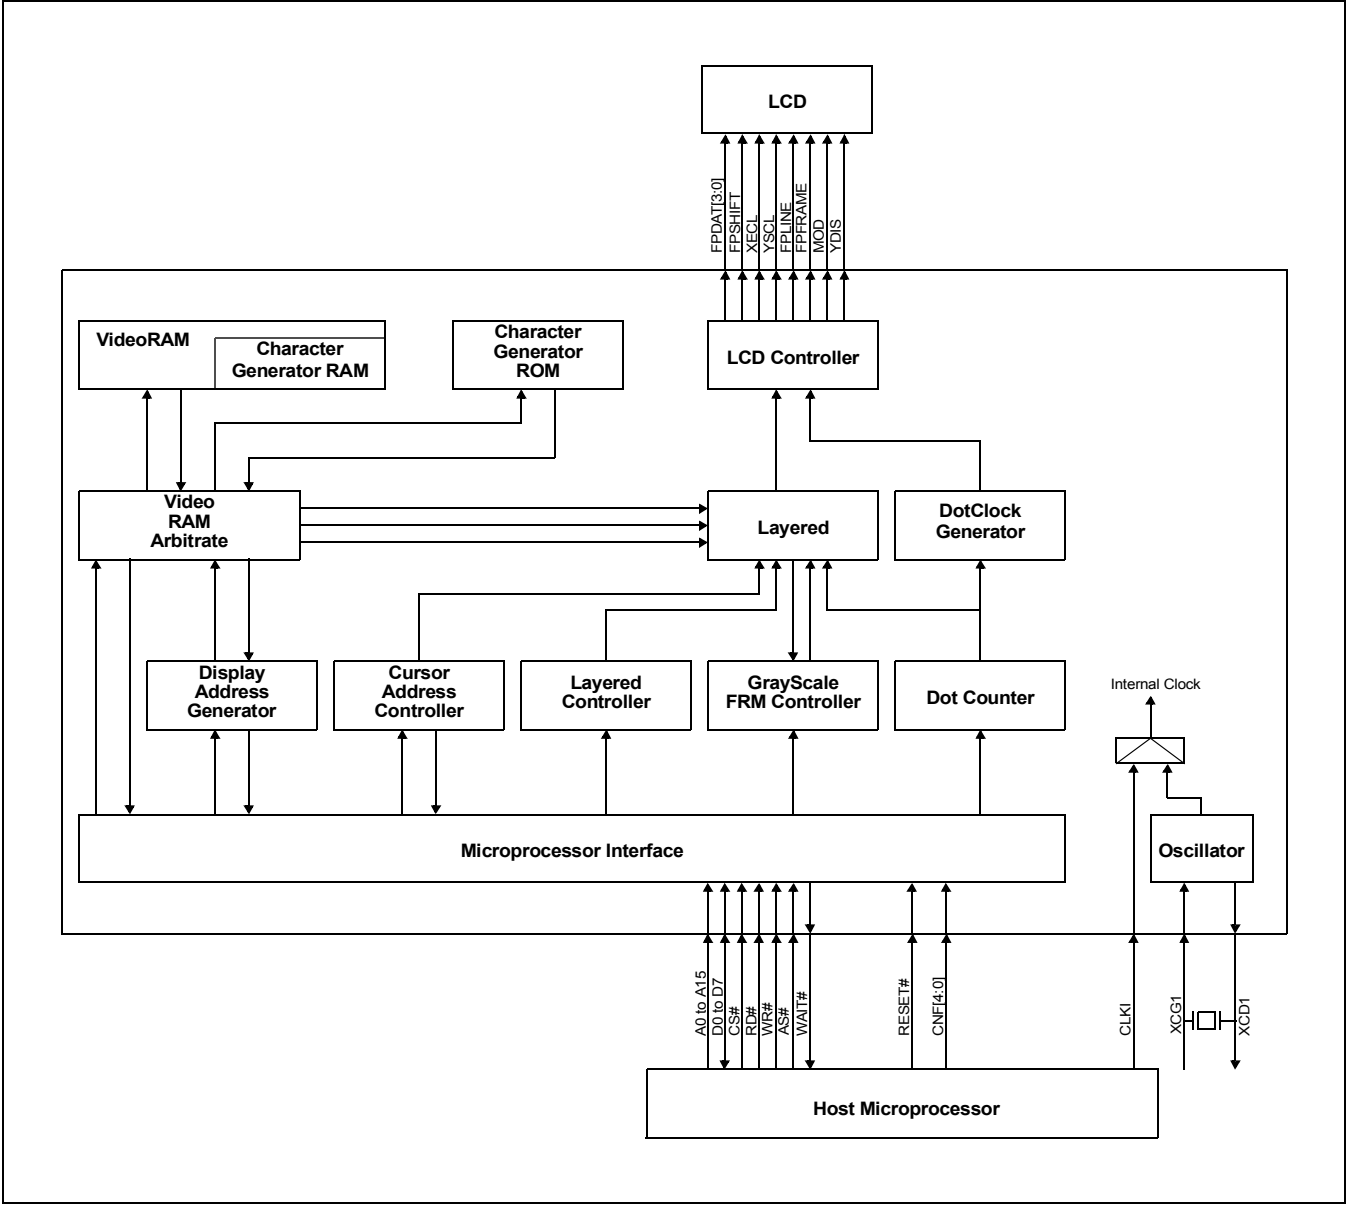 LCD
FPDAT[3:0]
FPSHIFT
XECL
YSCL
FPLINE
FPFRAME
MOD
YDIS
VideoRAM
Character
Generator RAM
Character
Generator
ROM
LCD Controller
Video
RAM
Arbitrate
Layered
DotClock
Generator
Display
Address
Generator
Cursor
Address
Controller
Layered
Controller
GrayScale
FRM Controller
Dot Counter
Internal Clock
Microprocessor Interface
Oscillator
A0 to A15
D0 to D7
CS#
RD#
WR#
AS#
WAIT#
RESET#
CNF[4:0]
CLKI
XCG1
XCD1
Host Microprocessor